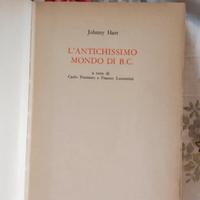 Johnny Hart
L'ANTICHISSIMO
MONDO DI B.C.
a cura di
Carlo Fruttero e Franco Lucentini